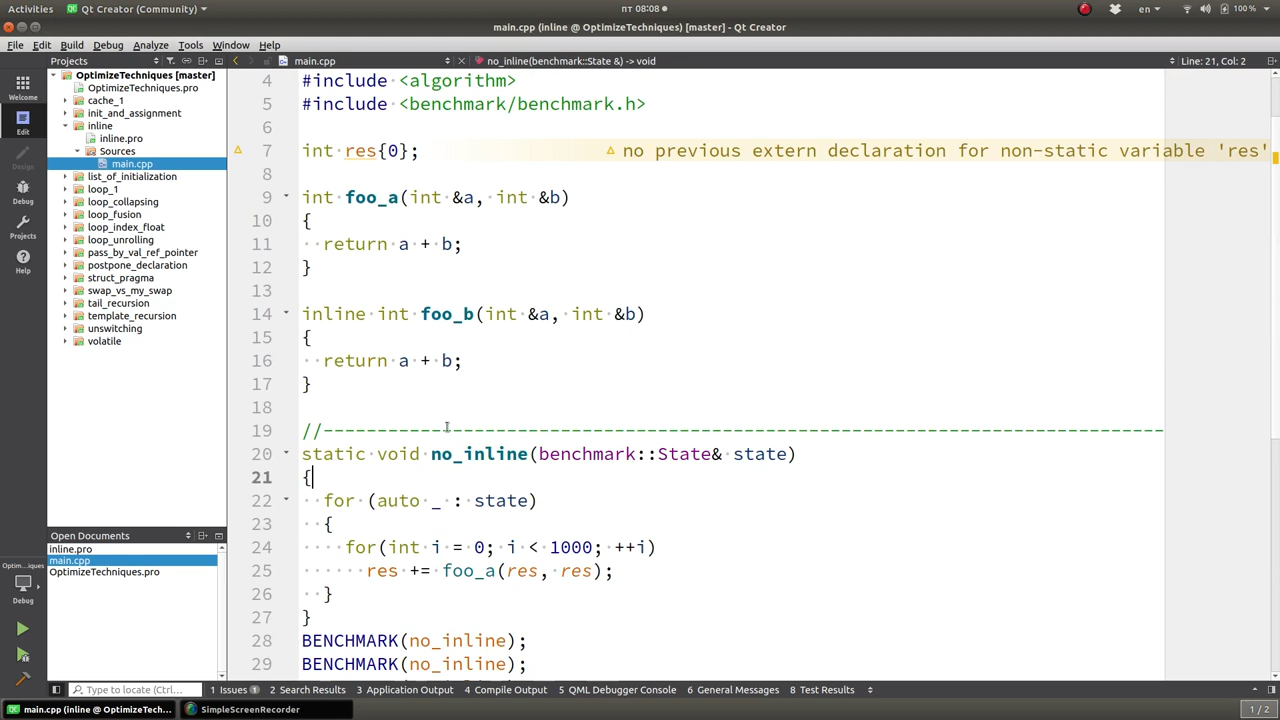 Activities Qt Creator (Community) пт 08:08 en 100 %
main.cpp (inline @ OptimizeTechniques) [master] - Qt Creator
File Edit Build Debug Analyze Tools Window Help
Projects main.cpp no_inline(benchmark::State &) -> void Line: 21, Col: 2
Welcome
Edit
Design
Debug
Projects
Help
Optim...iques
Debug
OptimizeTechniques [master]
OptimizeTechniques.pro
cache_1
init_and_assignment
inline
inline.pro
Sources
main.cpp
list_of_initialization
loop_1
loop_collapsing
loop_fusion
loop_index_float
loop_unrolling
pass_by_val_ref_pointer
postpone_declaration
struct_pragma
swap_vs_my_swap
tail_recursion
template_recursion
unswitching
volatile
Open Documents
inline.pro
main.cpp
OptimizeTechniques.pro
4 #include <algorithm>
5 #include <benchmark/benchmark.h>
6
7 int res{0}; no previous extern declaration for non-static variable 'res'
8
9 int foo_a(int &a, int &b)
10 {
11 return a + b;
12 }
13
14 inline int foo_b(int &a, int &b)
15 {
16 return a + b;
17 }
18
19 //------------------------------------------------------------------------------
20 static void no_inline(benchmark::State& state)
21 {
22 for (auto _ : state)
23 {
24 for(int i = 0; i < 1000; ++i)
25 res += foo_a(res, res);
26 }
27 }
28 BENCHMARK(no_inline);
29 BENCHMARK(no_inline);
Type to locate (Ctrl+... 1 Issues 1 2 Search Results 3 Application Output 4 Compile Output 5 QML Debugger Console 6 General Messages 8 Test Results
main.cpp (inline @ OptimizeTech... SimpleScreenRecorder 1 / 2